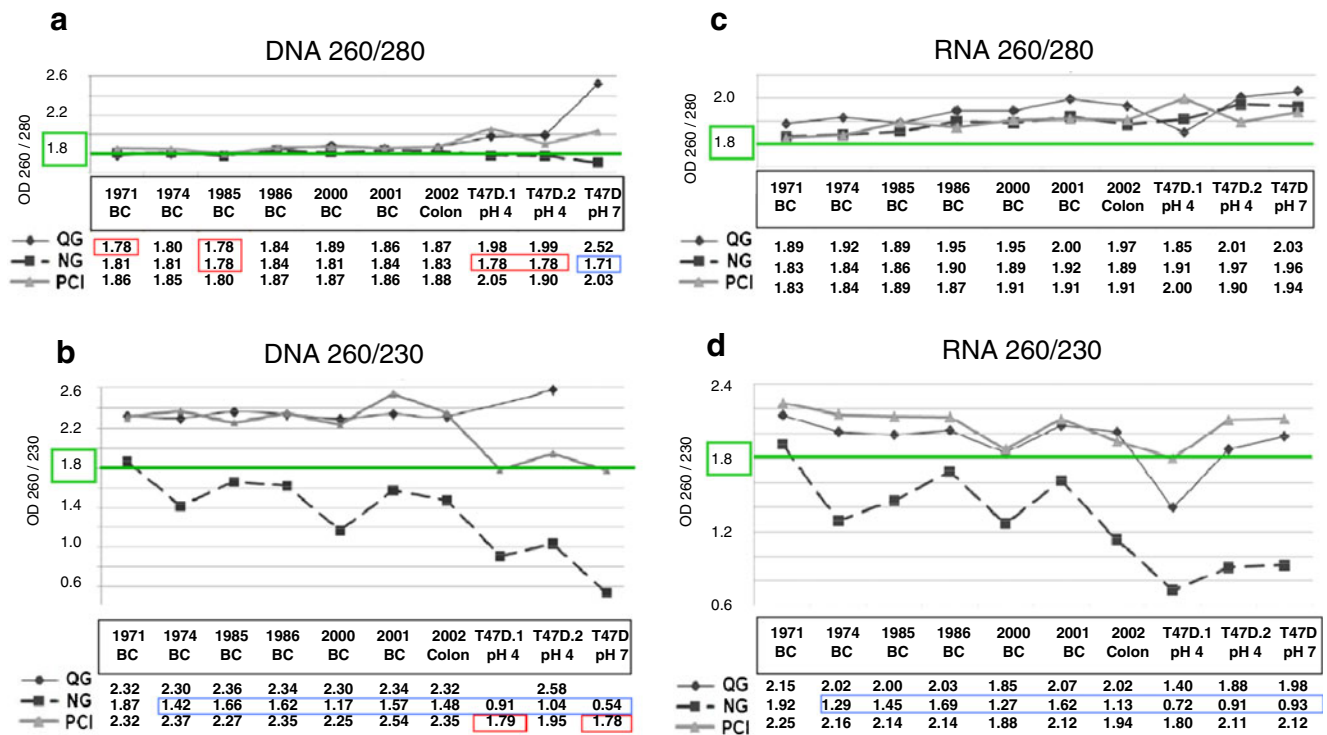 a
DNA 260/280
OD 260 / 280
2.6
2.2
1.8
1971 BC 1974 BC 1985 BC 1986 BC 2000 BC 2001 BC 2002 Colon T47D.1 pH 4 T47D.2 pH 4 T47D pH 7
QG 1.78 1.80 1.78 1.84 1.89 1.86 1.87 1.98 1.99 2.52
NG 1.81 1.81 1.78 1.84 1.81 1.84 1.83 1.78 1.78 1.71
PCI 1.86 1.85 1.80 1.87 1.87 1.86 1.88 2.05 1.90 2.03
b
DNA 260/230
OD 260 / 230
2.6
2.2
1.8
1.4
1.0
0.6
1971 BC 1974 BC 1985 BC 1986 BC 2000 BC 2001 BC 2002 Colon T47D.1 pH 4 T47D.2 pH 4 T47D pH 7
QG 2.32 2.30 2.36 2.34 2.30 2.34 2.32 2.58
NG 1.87 1.42 1.66 1.62 1.17 1.57 1.48 0.91 1.04 0.54
PCI 2.32 2.37 2.27 2.35 2.25 2.54 2.35 1.79 1.95 1.78
c
RNA 260/280
OD 260 / 280
2.0
1.8
1971 BC 1974 BC 1985 BC 1986 BC 2000 BC 2001 BC 2002 Colon T47D.1 pH 4 T47D.2 pH 4 T47D pH 7
QG 1.89 1.92 1.89 1.95 1.95 2.00 1.97 1.85 2.01 2.03
NG 1.83 1.84 1.86 1.90 1.89 1.92 1.89 1.91 1.97 1.96
PCI 1.83 1.84 1.89 1.87 1.91 1.91 1.91 2.00 1.90 1.94
d
RNA 260/230
OD 260 / 230
2.4
1.8
1.2
0.6
1971 BC 1974 BC 1985 BC 1986 BC 2000 BC 2001 BC 2002 Colon T47D.1 pH 4 T47D.2 pH 4 T47D pH 7
QG 2.15 2.02 2.00 2.03 1.85 2.07 2.02 1.40 1.88 1.98
NG 1.92 1.29 1.45 1.69 1.27 1.62 1.13 0.72 0.91 0.93
PCI 2.25 2.16 2.14 2.14 1.88 2.12 1.94 1.80 2.11 2.12